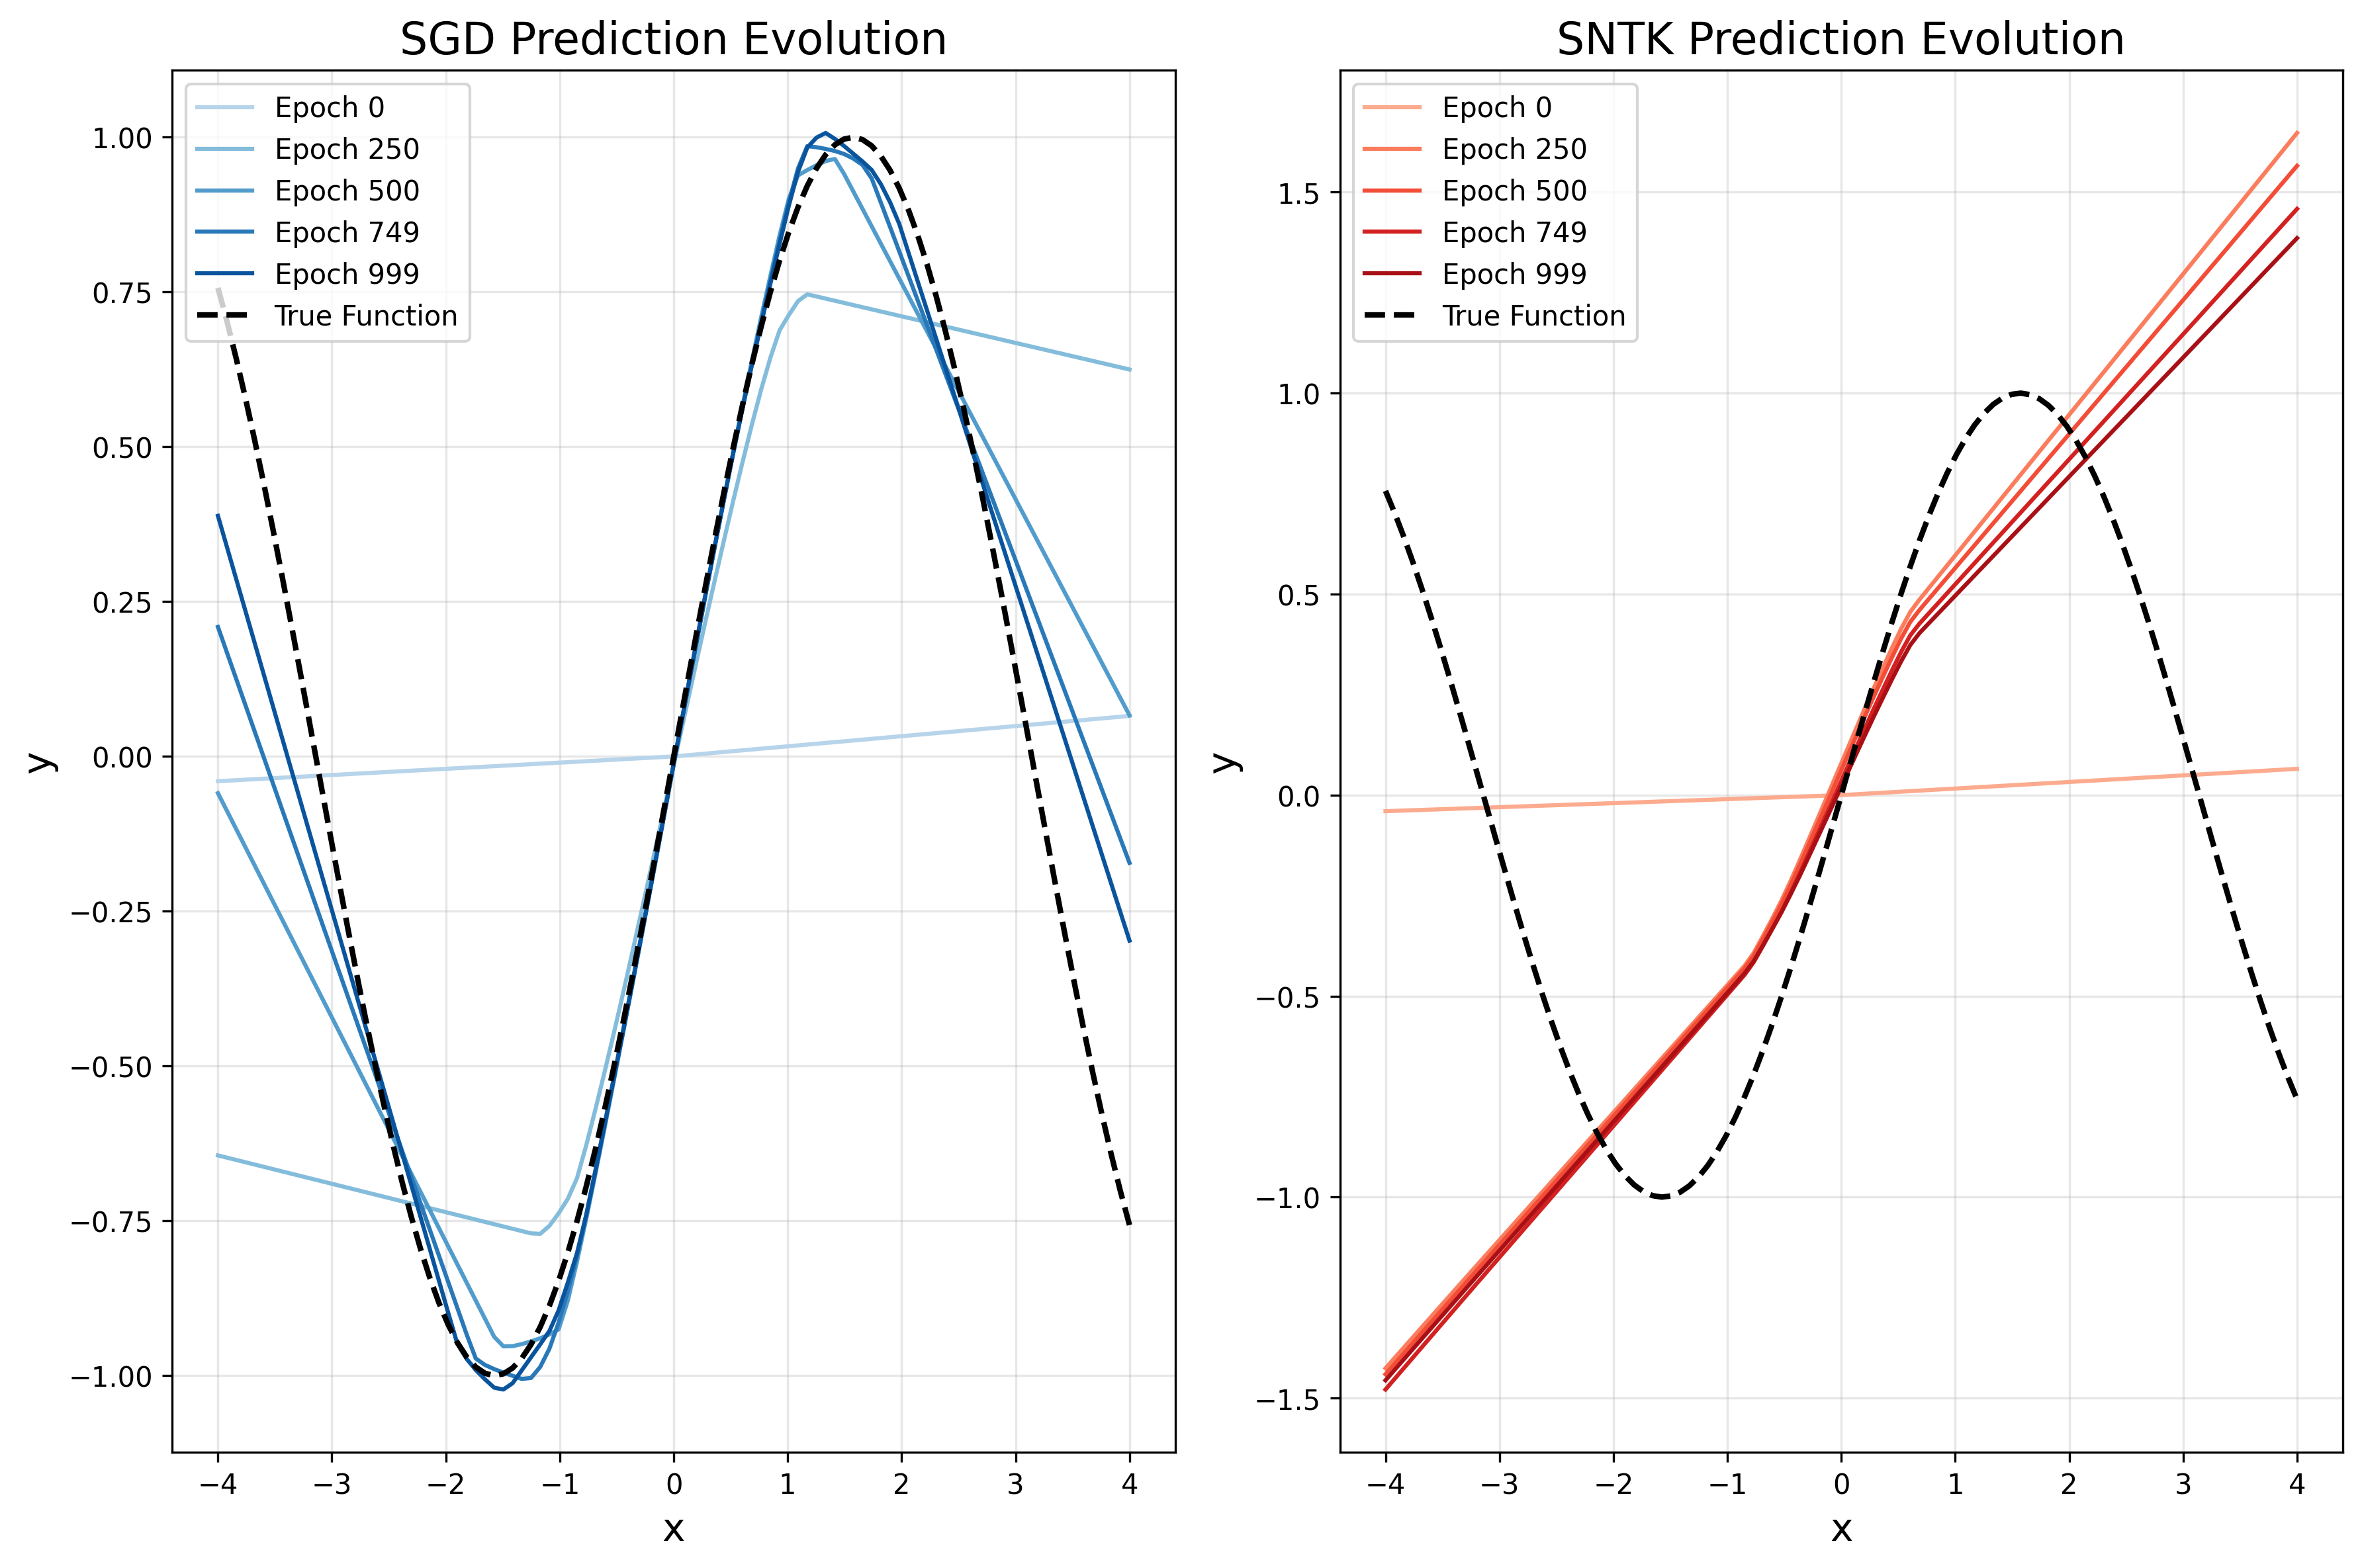 SGD Prediction Evolution
Epoch 0
Epoch 250
Epoch 500
Epoch 749
Epoch 999
True Function
1.00
0.75
0.50
0.25
0.00
−0.25
−0.50
−0.75
−1.00
y
−4 −3 −2 −1 0 1 2 3 4
x
SNTK Prediction Evolution
Epoch 0
Epoch 250
Epoch 500
Epoch 749
Epoch 999
True Function
1.5
1.0
0.5
0.0
−0.5
−1.0
−1.5
y
−4 −3 −2 −1 0 1 2 3 4
x